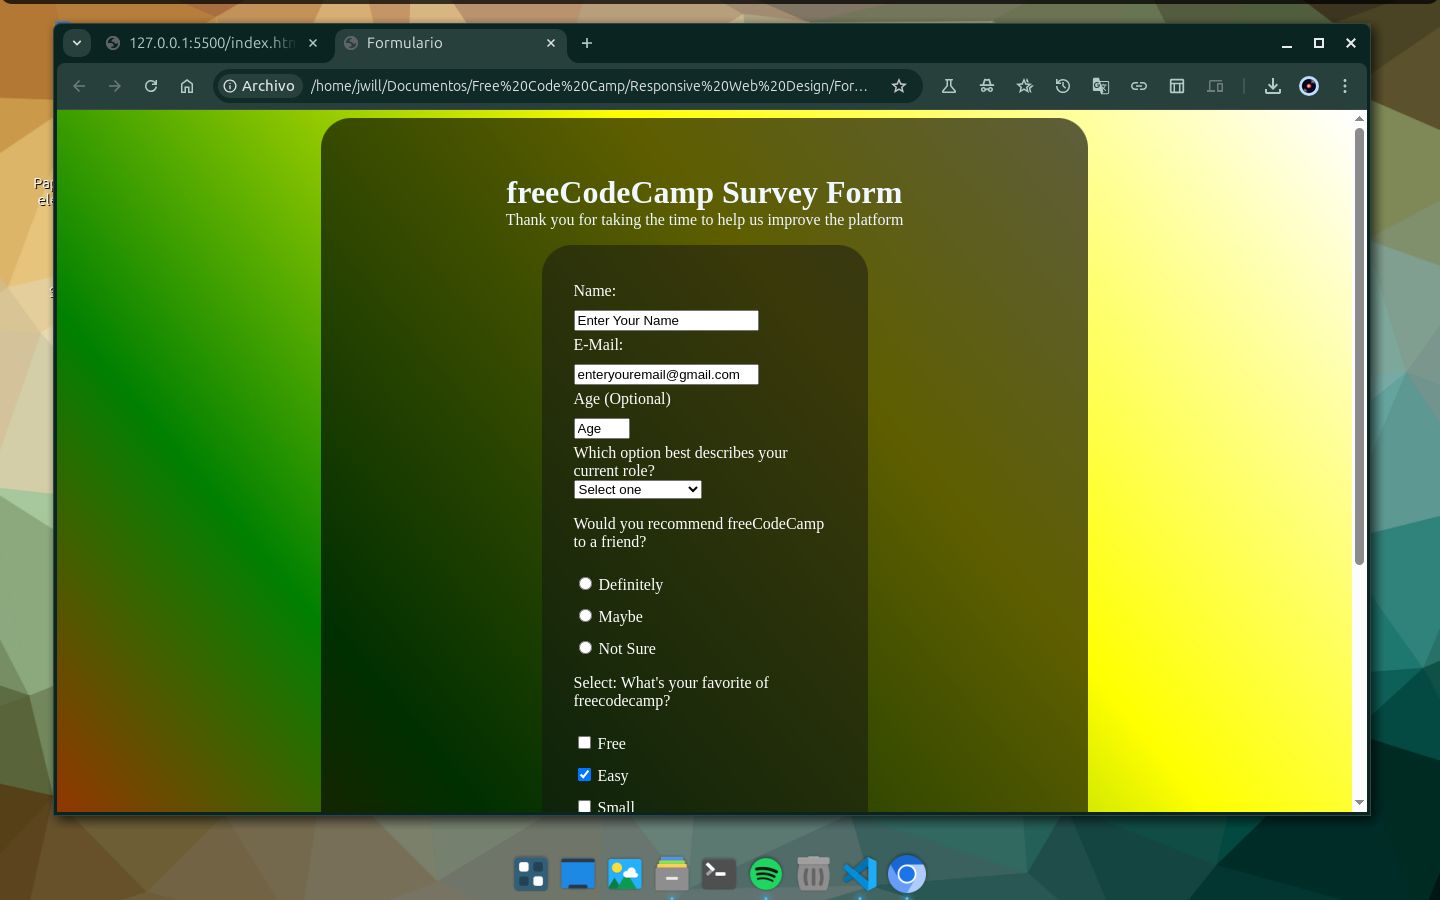 127.0.0.1:5500/index.htm
Formulario
Archivo
/home/jwill/Documentos/Free%20Code%20Camp/Responsive%20Web%20Design/For...
freeCodeCamp Survey Form
Thank you for taking the time to help us improve the platform
Name:
Enter Your Name
E-Mail:
enteryouremail@gmail.com
Age (Optional)
Age
Which option best describes your
current role?
Select one
Would you recommend freeCodeCamp
to a friend?
Definitely
Maybe
Not Sure
Select: What's your favorite of
freecodecamp?
Free
Easy
Small